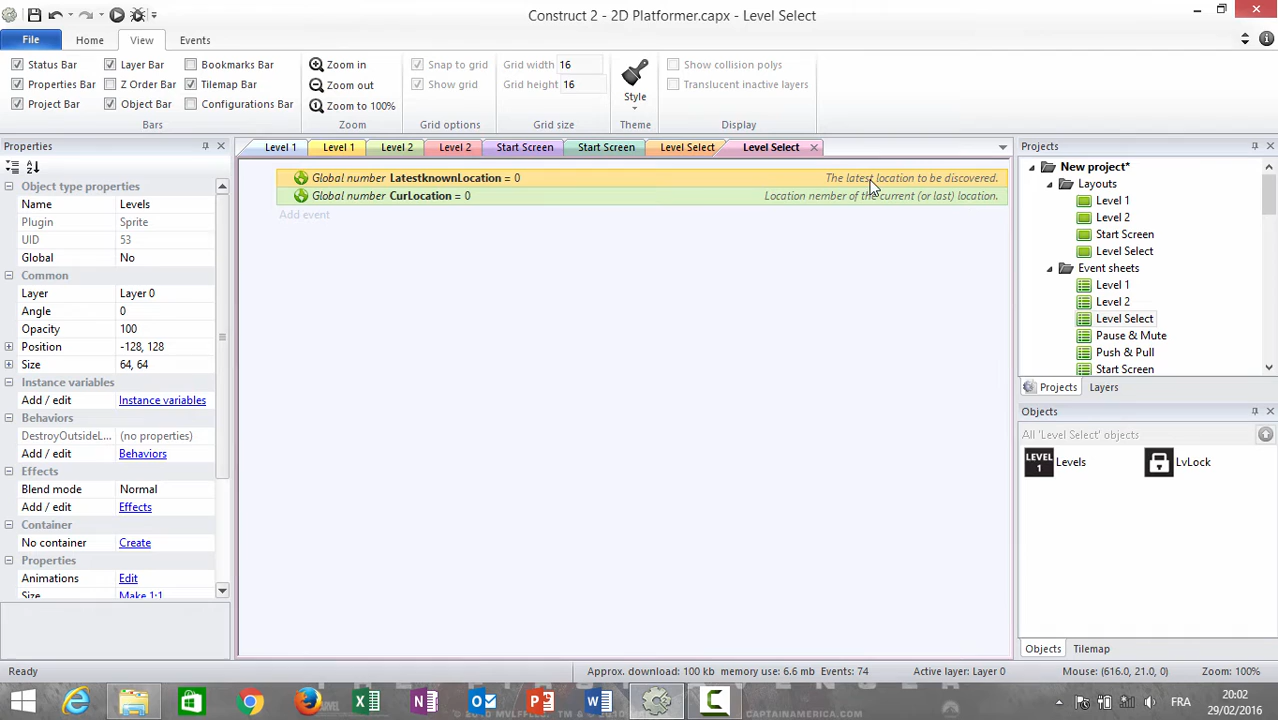 Construct 2 - 2D Platformer.capx - Level Select
File Home View Events
Status Bar Layer Bar Bookmarks Bar Zoom in Snap to grid Grid width 16 Show collision polys
Properties Bar Z Order Bar Tilemap Bar Zoom out Show grid Grid height 16 Translucent inactive layers
Project Bar Object Bar Configurations Bar Zoom to 100% Style
Bars Zoom Grid options Grid size Theme Display
Properties
Level 1 Level 1 Level 2 Level 2 Start Screen Start Screen Level Select Level Select
Projects
Object type properties
Name Levels
Plugin Sprite
UID 53
Global No
Common
Layer Layer 0
Angle 0
Opacity 100
Position -128, 128
Size 64, 64
Instance variables
Add / edit Instance variables
Behaviors
DestroyOutsideL... (no properties)
Add / edit Behaviors
Effects
Blend mode Normal
Add / edit Effects
Container
No container Create
Properties
Animations Edit
Size Make 1:1
Global number LatestknownLocation = 0 The latest location to be discovered.
Global number CurLocation = 0 Location nember of the current (or last) location.
Add event
New project*
Layouts
Level 1
Level 2
Start Screen
Level Select
Event sheets
Level 1
Level 2
Level Select
Pause & Mute
Push & Pull
Start Screen
Projects Layers
Objects
All 'Level Select' objects
LEVEL 1 Levels LvLock
Objects Tilemap
Ready Approx. download: 100 kb memory use: 6.6 mb Events: 74 Active layer: Layer 0 Mouse: (616.0, 21.0, 0) Zoom: 100%
FRA
20:02
29/02/2016
CAPTAINAMERICA.COM